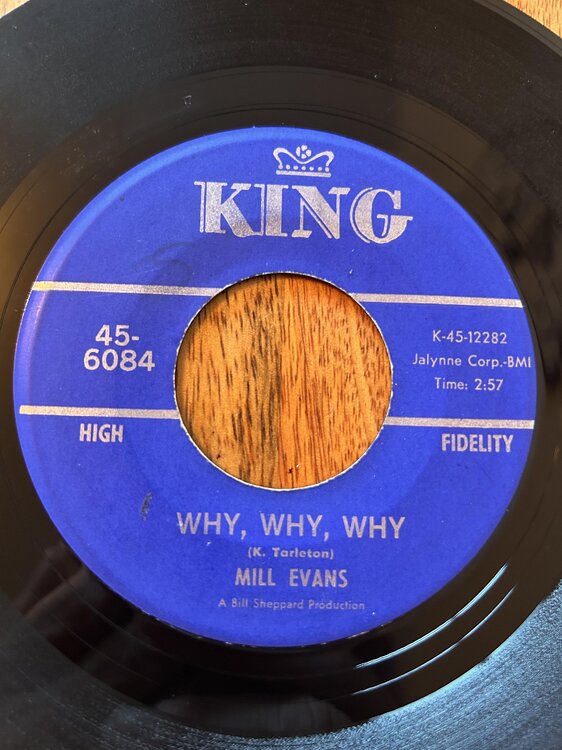 KING
45-
6084
K-45-12282
Jalynne Corp.-BMI
Time: 2:57
HIGH
FIDELITY
WHY, WHY, WHY
(K. Tarleton)
MILL EVANS
A Bill Sheppard Production